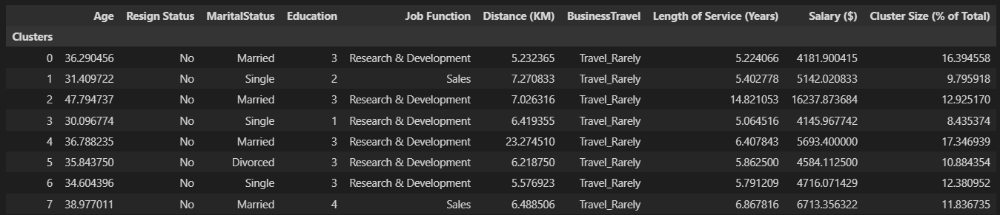 Age Resign Status MaritalStatus Education Job Function Distance (KM) BusinessTravel Length of Service (Years) Salary ($) Cluster Size (% of Total)
Clusters
0 36.290456 No Married 3 Research & Development 5.232365 Travel_Rarely 5.224066 4181.900415 16.394558
1 31.409722 No Single 2 Sales 7.270833 Travel_Rarely 5.402778 5142.020833 9.795918
2 47.794737 No Married 3 Research & Development 7.026316 Travel_Rarely 14.821053 16237.873684 12.925170
3 30.096774 No Single 1 Research & Development 6.419355 Travel_Rarely 5.064516 4145.967742 8.435374
4 36.788235 No Married 3 Research & Development 23.274510 Travel_Rarely 6.407843 5693.400000 17.346939
5 35.843750 No Divorced 3 Research & Development 6.218750 Travel_Rarely 5.862500 4584.112500 10.884354
6 34.604396 No Single 3 Research & Development 5.576923 Travel_Rarely 5.791209 4716.071429 12.380952
7 38.977011 No Married 4 Sales 6.488506 Travel_Rarely 6.867816 6713.356322 11.836735